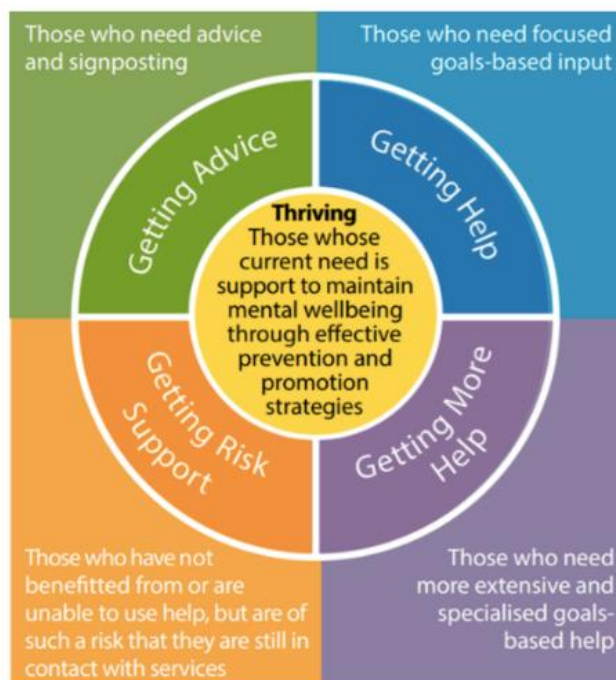 Those who need advice
and signposting
Those who need focused
goals-based input
Getting Advice
Getting Help
Thriving
Those whose
current need is
support to maintain
mental wellbeing
through effective
prevention and
promotion
strategies
Getting Risk
Support
Getting More
Help
Those who have not
benefitted from or are
unable to use help, but are of
such a risk that they are still in
contact with services
Those who need
more extensive and
specialised goals-
based help